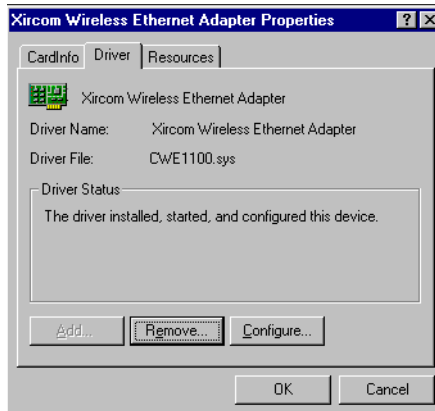 Xircom Wireless Ethernet Adapter Properties
CardInfo Driver Resources
Xircom Wireless Ethernet Adapter
Driver Name: Xircom Wireless Ethernet Adapter
Driver File: CWE1100.sys
Driver Status
The driver installed, started, and configured this device.
Add... Remove... Configure...
OK Cancel